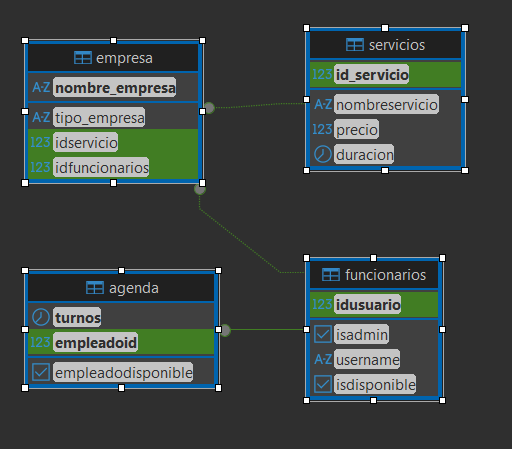 empresa
A-Z nombre_empresa
A-Z tipo_empresa
123 idservicio
123 idfuncionarios
servicios
123 id_servicio
A-Z nombreservicio
123 precio
duracion
agenda
turnos
123 empleadoid
empleadodisponible
funcionarios
123 idusuario
isadmin
A-Z username
isdisponible